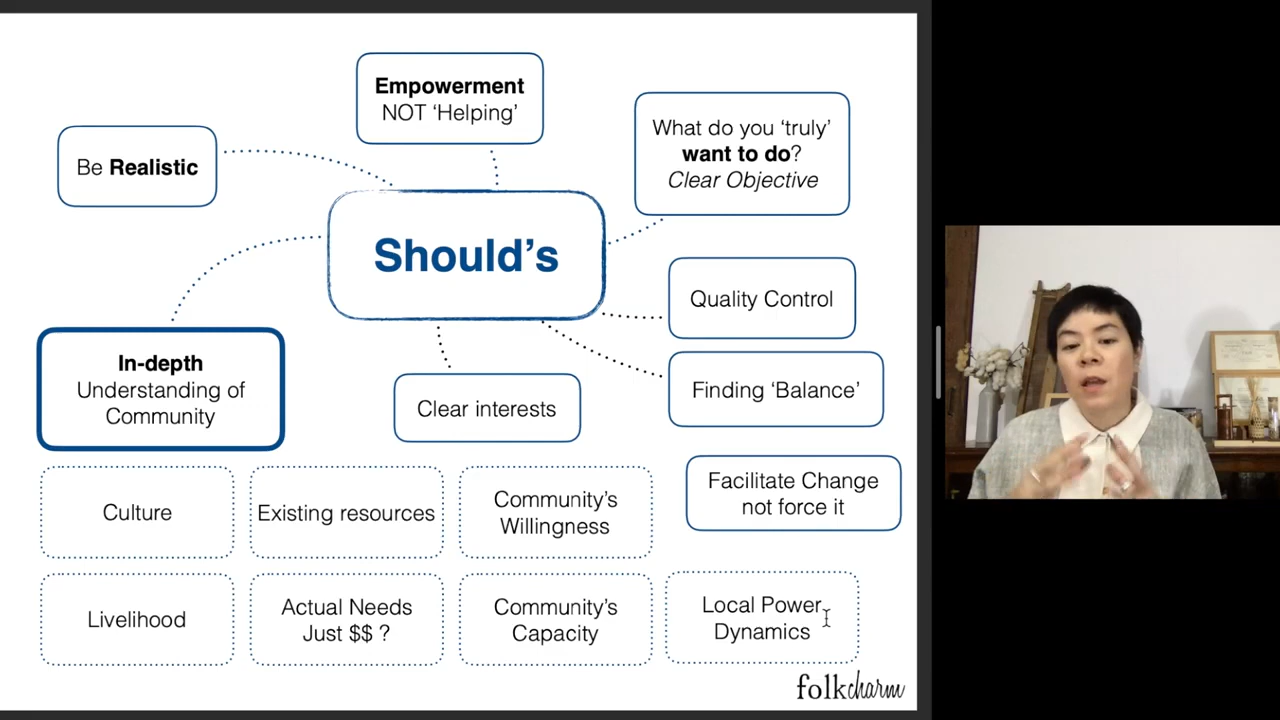 Empowerment
NOT ‘Helping’
What do you ‘truly’
want to do?
Clear Objective
Be Realistic
Should’s
Quality Control
In-depth
Understanding of
Community
Clear interests
Finding ‘Balance’
Facilitate Change
not force it
Culture
Existing resources
Community’s
Willingness
Livelihood
Actual Needs
Just $$ ?
Community’s
Capacity
Local Power
Dynamics
folkcharm